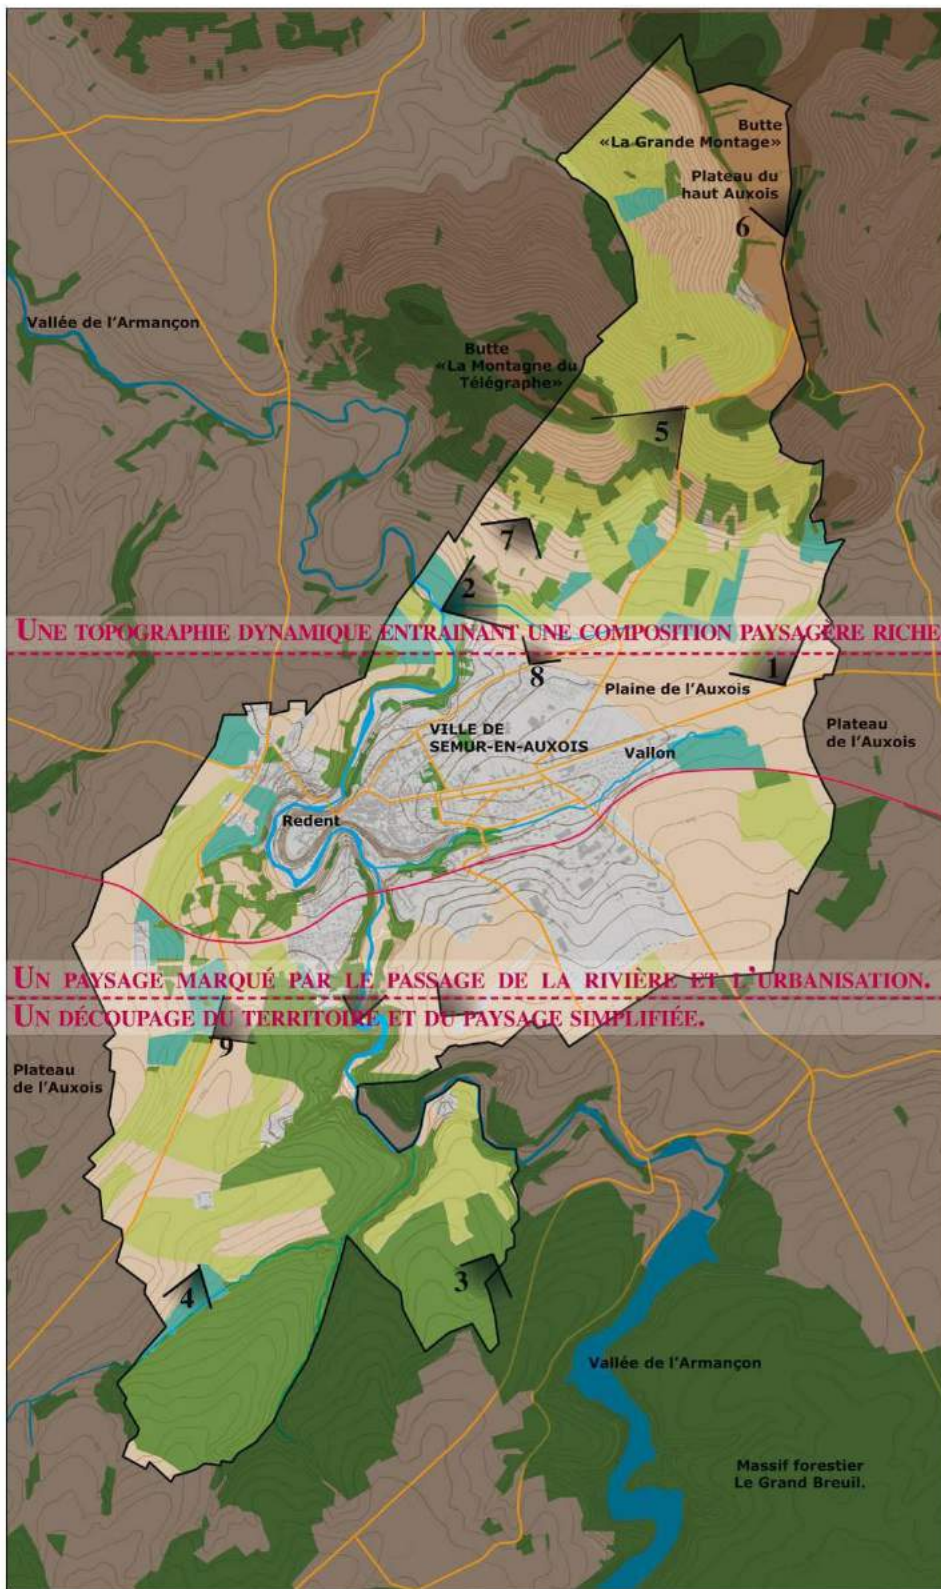 Butte
«La Grande Montage»
Plateau du
haut Auxois
6
Vallée de l'Armançon
Butte
«La Montagne du
Télégraphe»
5
7
2
UNE TOPOGRAPHIE DYNAMIQUE ENTRAINANT UNE COMPOSITION PAYSAGÈRE RICHE
8
1
Plaine de l'Auxois
VILLE DE
SEMUR-EN-AUXOIS
Plateau
de l'Auxois
Vallon
Redent
UN PAYSAGE MARQUÉ PAR LE PASSAGE DE LA RIVIÈRE ET L'URBANISATION.
UN DÉCOUPAGE DU TERRITOIRE ET DU PAYSAGE SIMPLIFIÉE.
9
Plateau
de l'Auxois
3
4
Vallée de l'Armançon
Massif forestier
Le Grand Breuil.